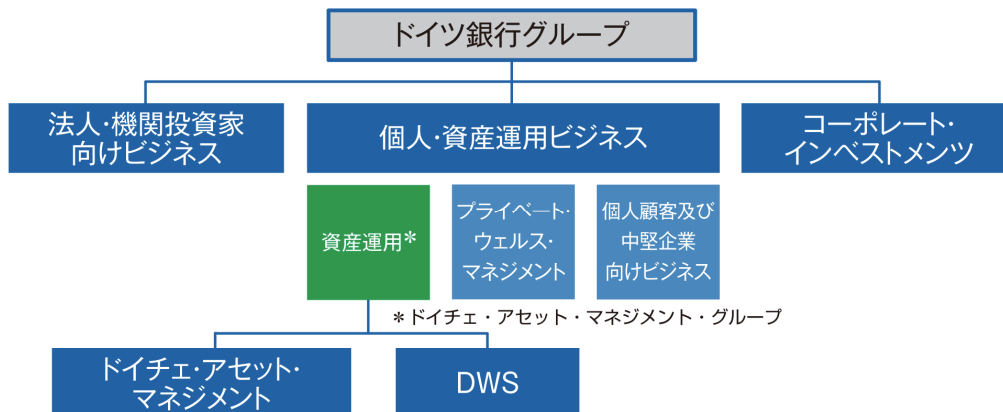 ドイツ銀行グループ
法人・機関投資家
向けビジネス
個人・資産運用ビジネス
コーポレート・
インベストメンツ
資産運用*
プライベート・
ウェルス・
マネジメント
個人顧客及び
中堅企業
向けビジネス
*ドイチェ・アセット・マネジメント・グループ
ドイチェ・アセット・
マネジメント
DWS